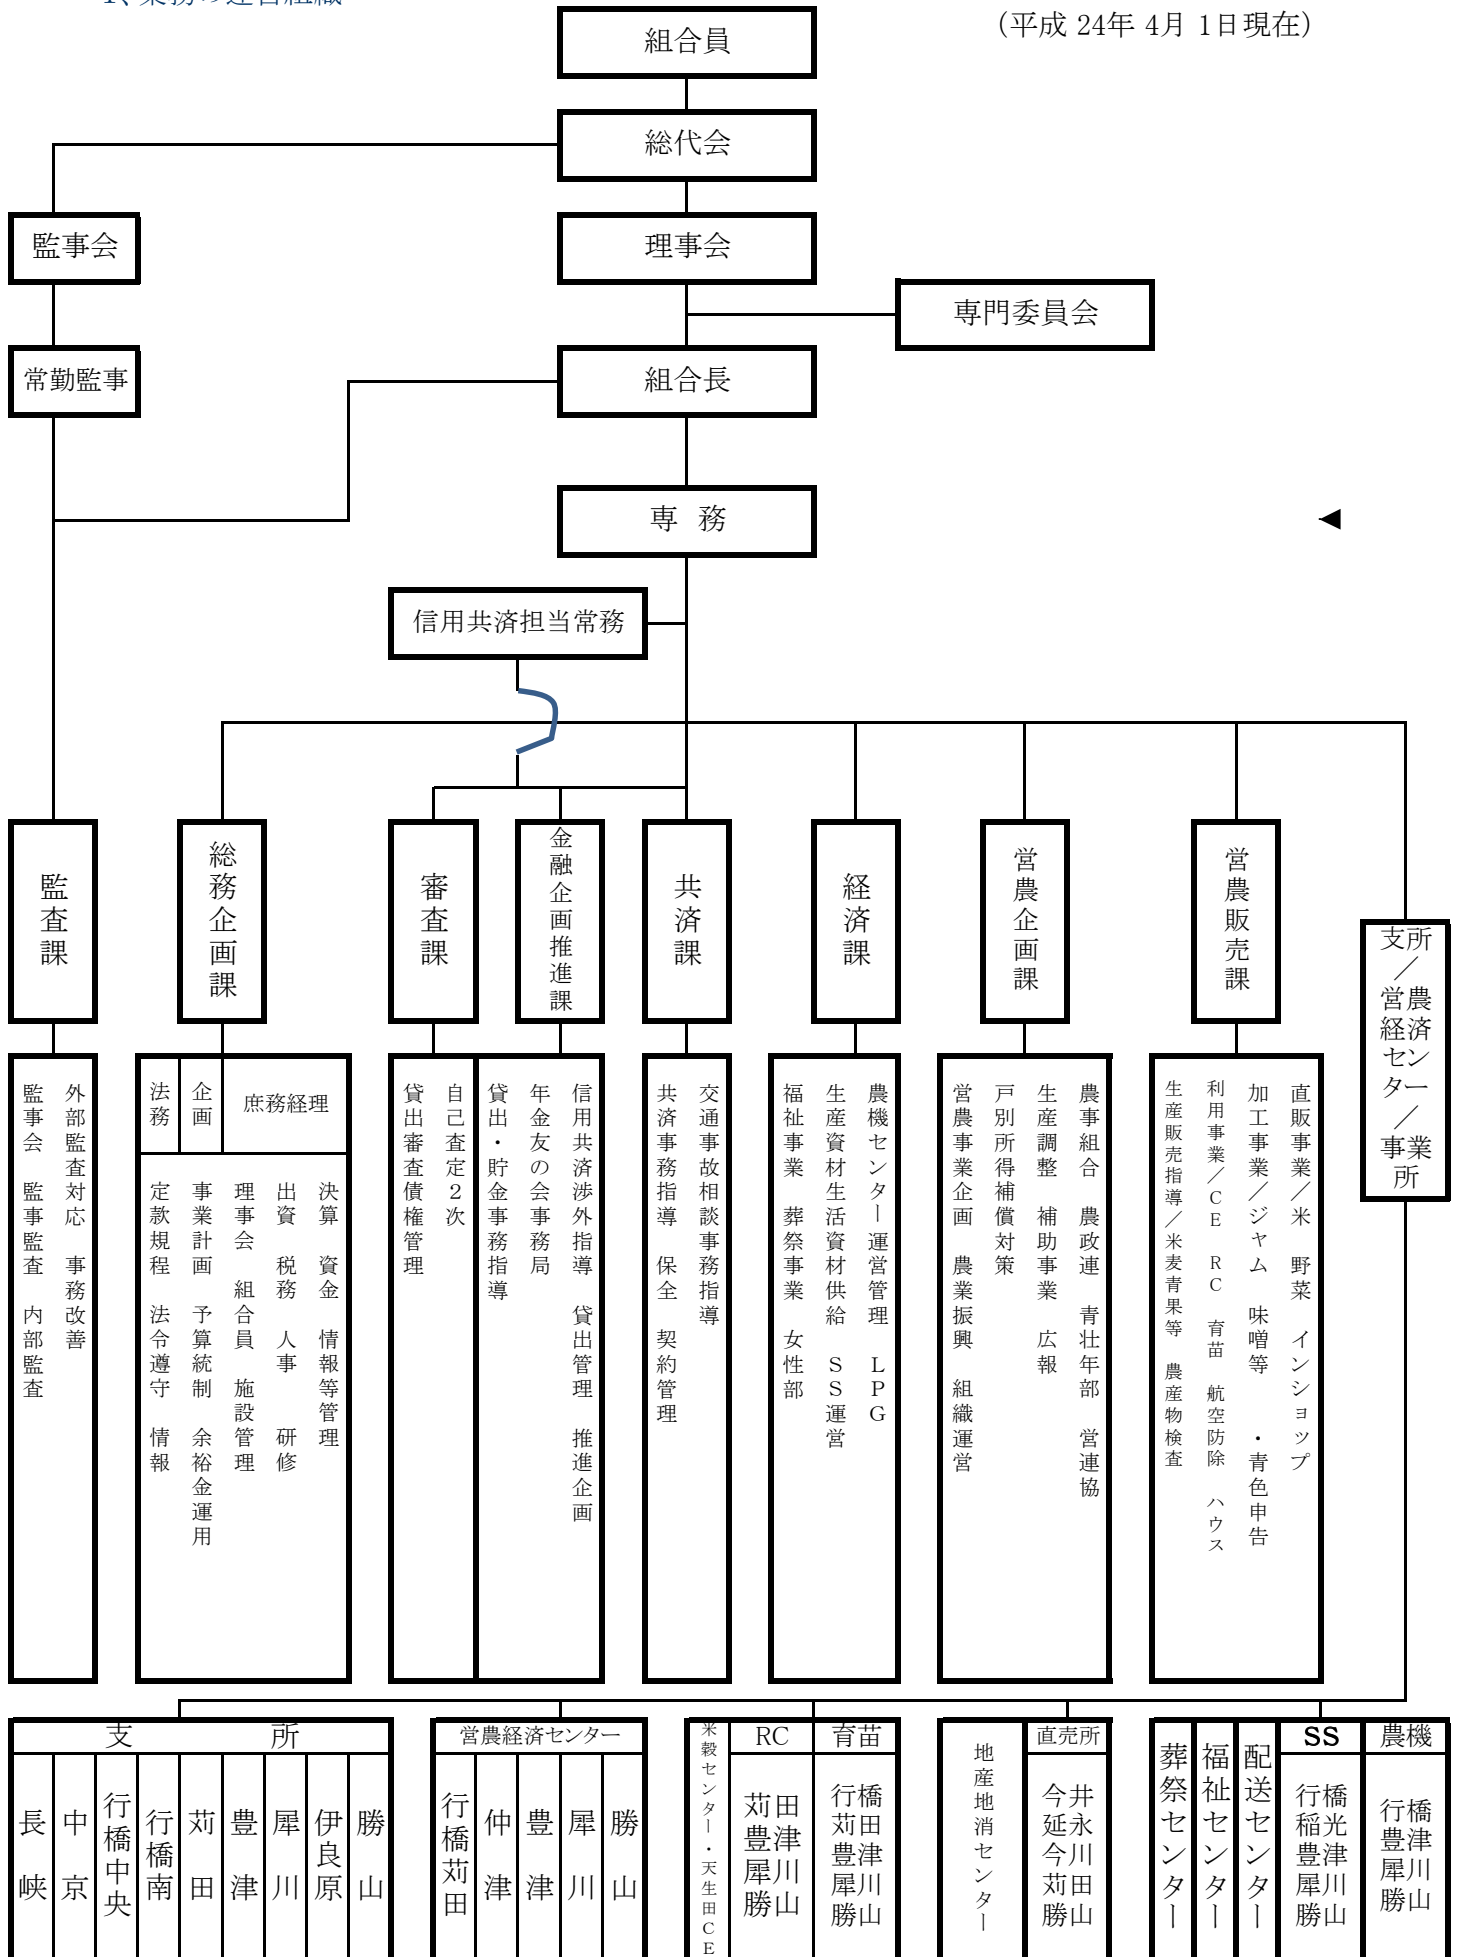 (平成 24年 4月 1日現在)
組合員
総代会
監事会
理事会
専門委員会
常勤監事
組合長
専 務
信用共済担当常務
監査課
総務企画課
審査課
金融企画推進課
共済課
経済課
営農企画課
営農販売課
支所／営農経済センター／事業所
監事会 監事監査 内部監査
外部監査対応 事務改善
法務
企画
庶務経理
定款規程 法令遵守 情報
事業計画 予算統制 余裕金運用
理事会 組合員 施設管理
出資 税務 人事 研修
決算 資金 情報等管理
貸出審査債権管理
自己査定２次
貸出・貯金事務指導
年金友の会事務局
信用共済渉外指導 貸出管理 推進企画
共済事務指導 保全 契約管理
交通事故相談事務指導
福祉事業 葬祭事業 女性部
生産資材生活資材供給 ＳＳ運営
農機センター運営管理 ＬＰＧ
営農事業企画 農業振興 組織運営
戸別所得補償対策
生産調整 補助事業 広報
農事組合 農政連 青壮年部 営連協
生産販売指導／米麦青果等 農産物検査
利用事業／ＣＥ ＲＣ 育苗 航空防除 ハウス
加工事業／ジャム 味噌等 ・青色申告
直販事業／米 野菜 インショップ
支 所
長峡
中京
行橋中央
行橋南
苅田
豊津
犀川
伊良原
勝山
営農経済センター
行橋苅田
仲津
豊津
犀川
勝山
米穀センター・天生田ＣＥ
RC
苅田
豊津
犀川
勝山
育苗
行橋
苅田
豊津
犀川
勝山
地産地消センター
直売所
今井
延永
今川
苅田
勝山
葬祭センター
福祉センター
配送センター
SS
行橋
稲光
豊津
犀川
勝山
農機
行橋
豊津
犀川
勝山